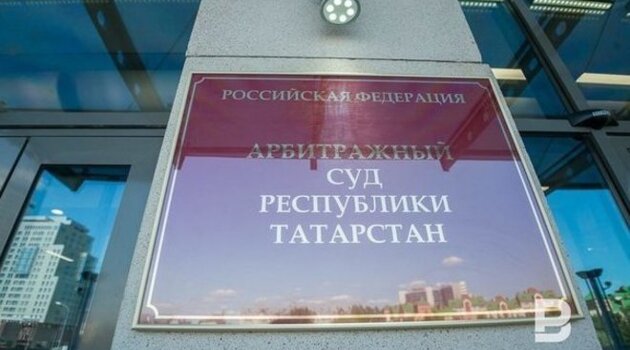 РОССИЙСКАЯ ФЕДЕРАЦИЯ
АРБИТРАЖНЫЙ
СУД
РЕСПУБЛИКИ
ТАТАРСТАН
B